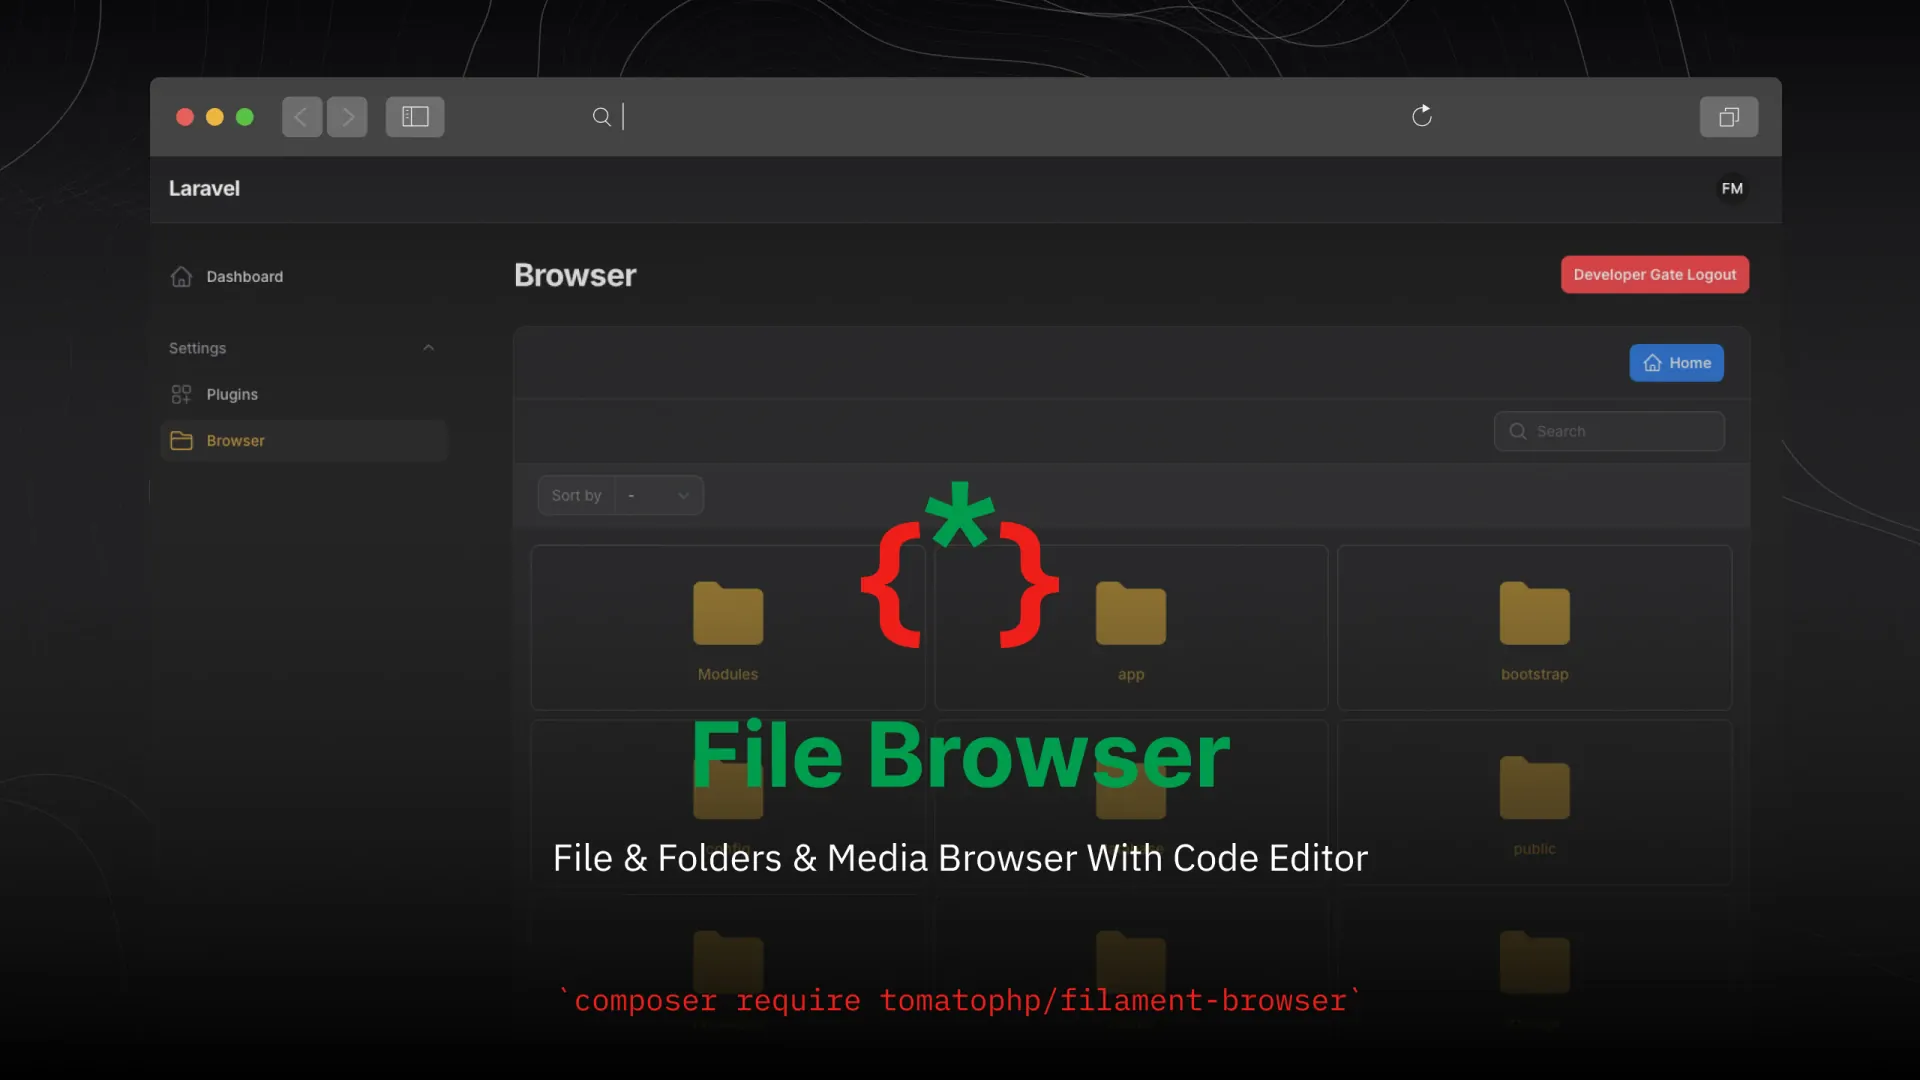 Laravel
FM
Dashboard
Browser
Developer Gate Logout
Settings
Home
Plugins
Search
Browser
Sort by -
{*}
Modules
app
bootstrap
File Browser
public
File & Folders & Media Browser With Code Editor
`composer require tomatophp/filament-browser`